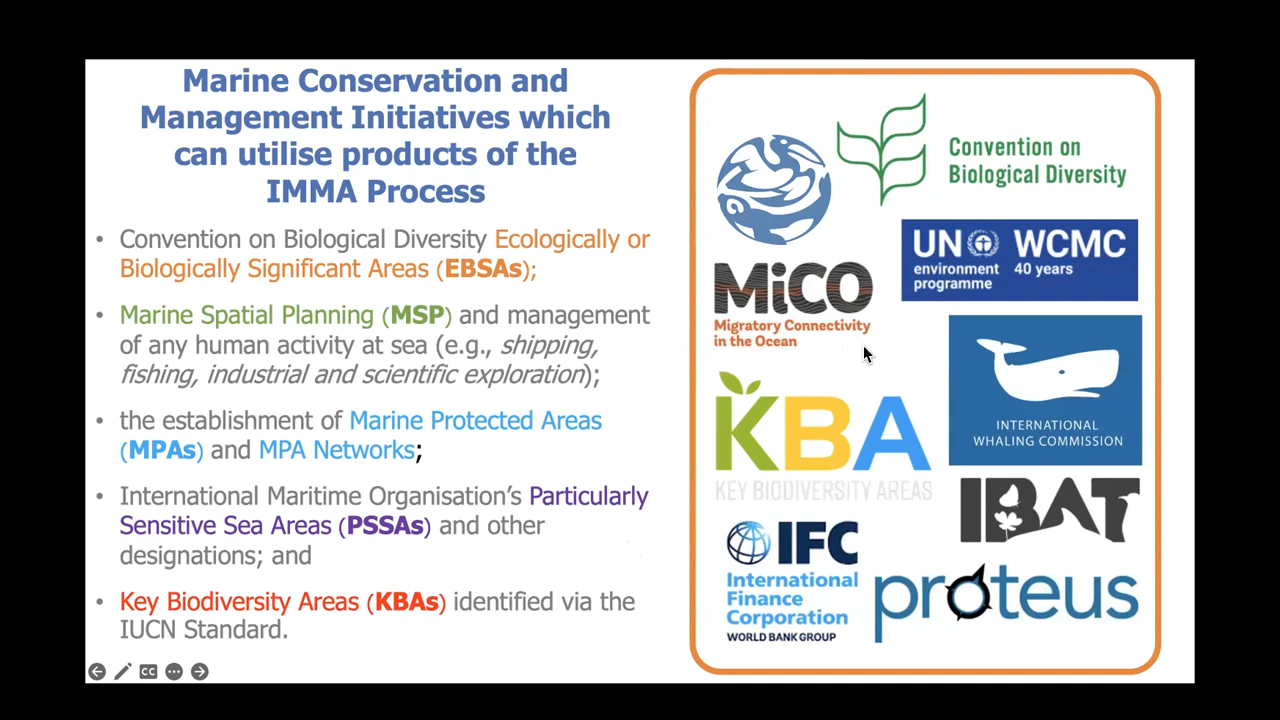 Marine Conservation and
Management Initiatives which
can utilise products of the
IMMA Process
• Convention on Biological Diversity Ecologically or
Biologically Significant Areas (EBSAs);
• Marine Spatial Planning (MSP) and management
of any human activity at sea (e.g., shipping,
fishing, industrial and scientific exploration);
• the establishment of Marine Protected Areas
(MPAs) and MPA Networks;
• International Maritime Organisation’s Particularly
Sensitive Sea Areas (PSSAs) and other
designations; and
• Key Biodiversity Areas (KBAs) identified via the
IUCN Standard.
Convention on
Biological Diversity
UN WCMC
environment
programme
40 years
MiCO
Migratory Connectivity
in the Ocean
INTERNATIONAL
WHALING COMMISSION
KBA
KEY BIODIVERSITY AREAS
IBAT
IFC
International
Finance
Corporation
WORLD BANK GROUP
proteus
CC